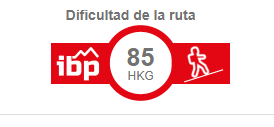 Dificultad de la ruta
ibp 85
HKG